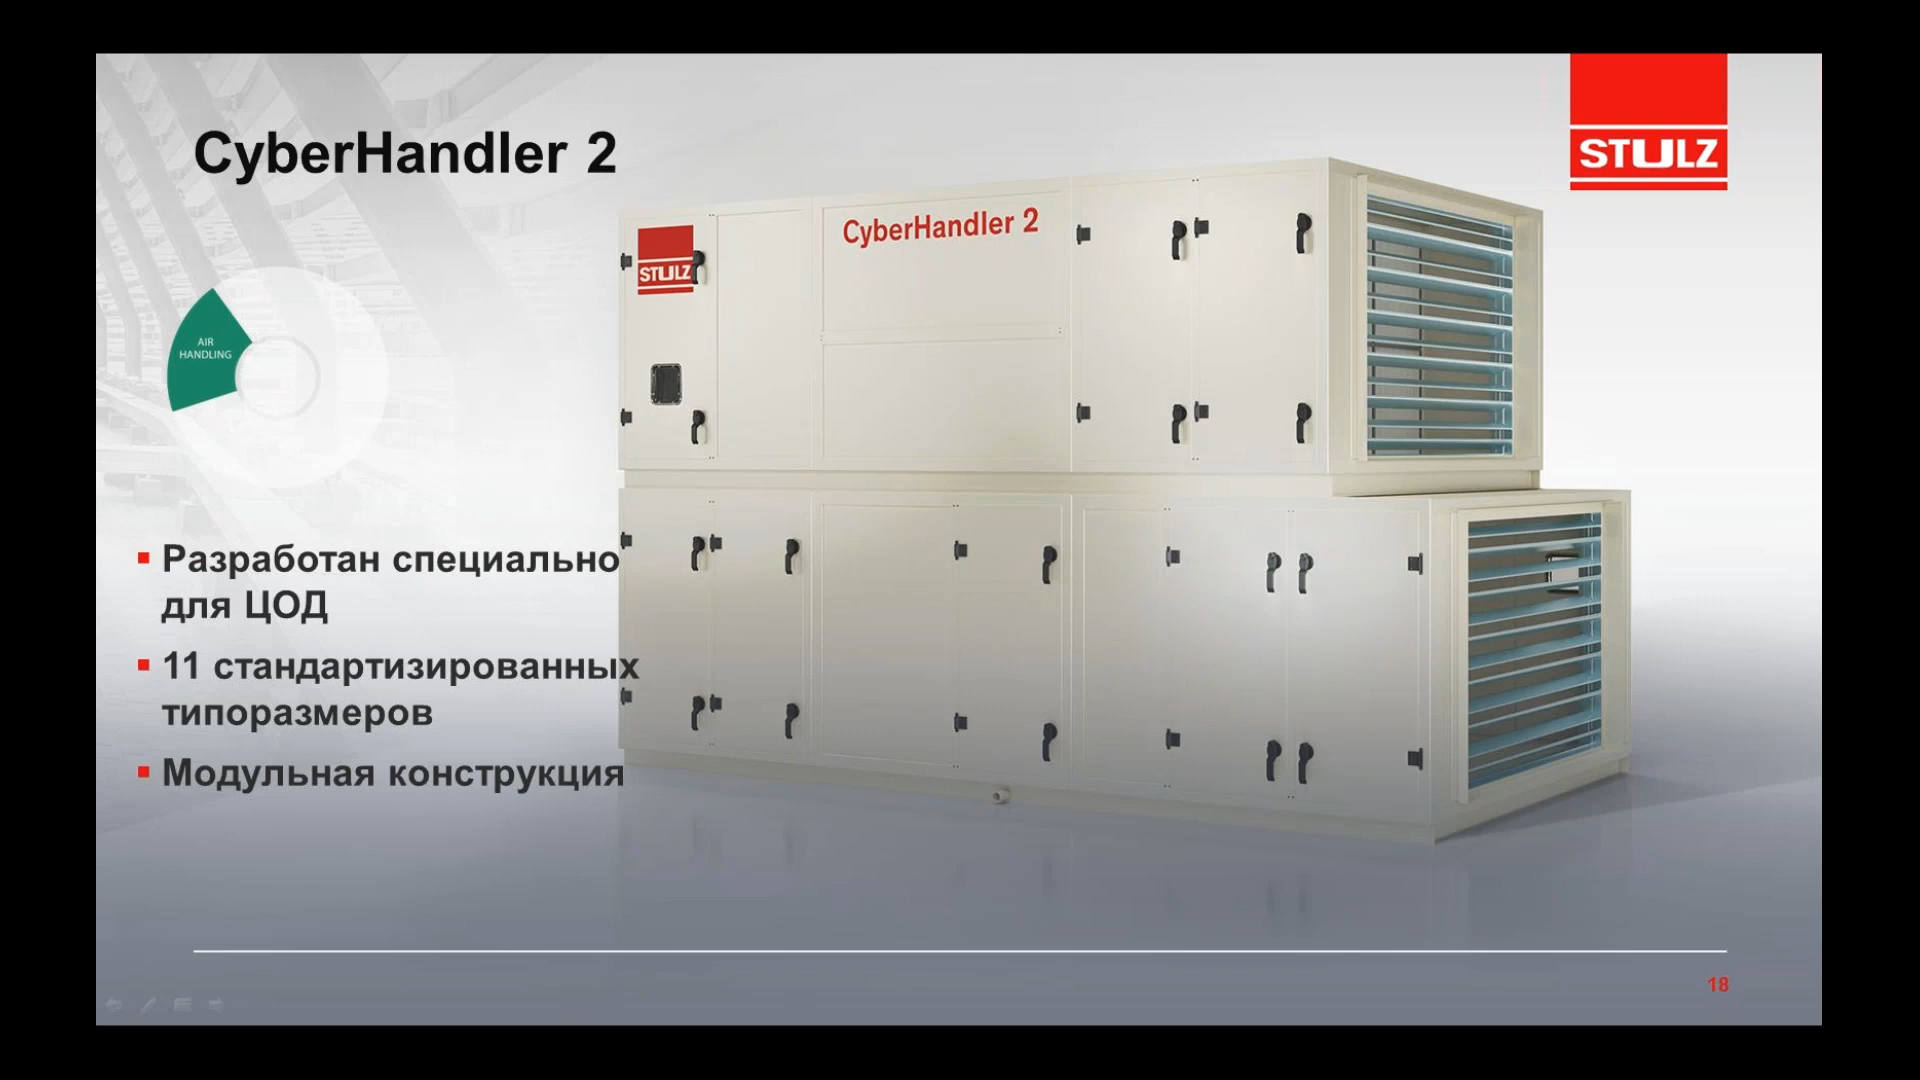 CyberHandler 2
STULZ
CyberHandler 2
STULZ
AIR
HANDLING
Разработан специально
для ЦОД
11 стандартизированных
типоразмеров
Модульная конструкция
18